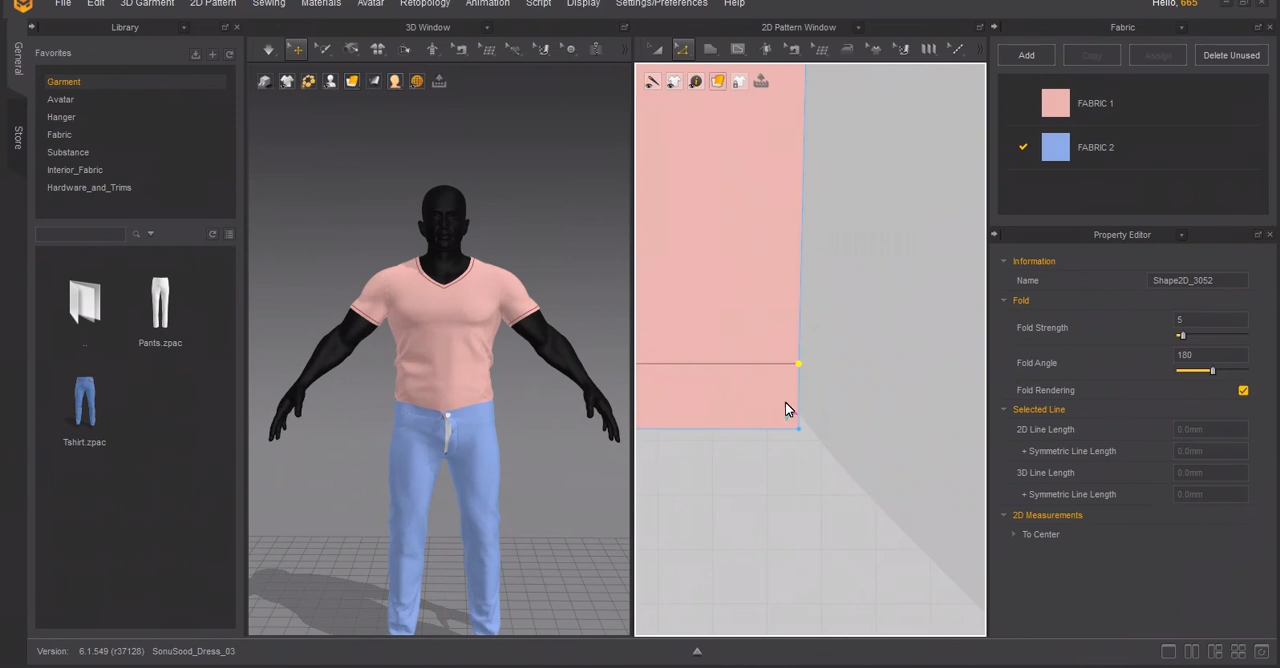 File Edit 3D Garment 2D Pattern Sewing Materials Avatar Retopology Animation Script Display Settings/Preferences Help Hello, 665
Library 3D Window 2D Pattern Window Fabric
General
Store
Favorites
Garment
Avatar
Hanger
Fabric
Substance
Interior_Fabric
Hardware_and_Trims
..
Pants.zpac
Tshirt.zpac
Add Copy Assign Delete Unused
FABRIC 1
FABRIC 2
Property Editor
Information
Name Shape2D_3052
Fold
Fold Strength 5
Fold Angle 180
Fold Rendering
Selected Line
2D Line Length 0.0mm
+ Symmetric Line Length 0.0mm
3D Line Length 0.0mm
+ Symmetric Line Length 0.0mm
2D Measurements
To Center
Version: 6.1.549 (r37128) SonuSood_Dress_03